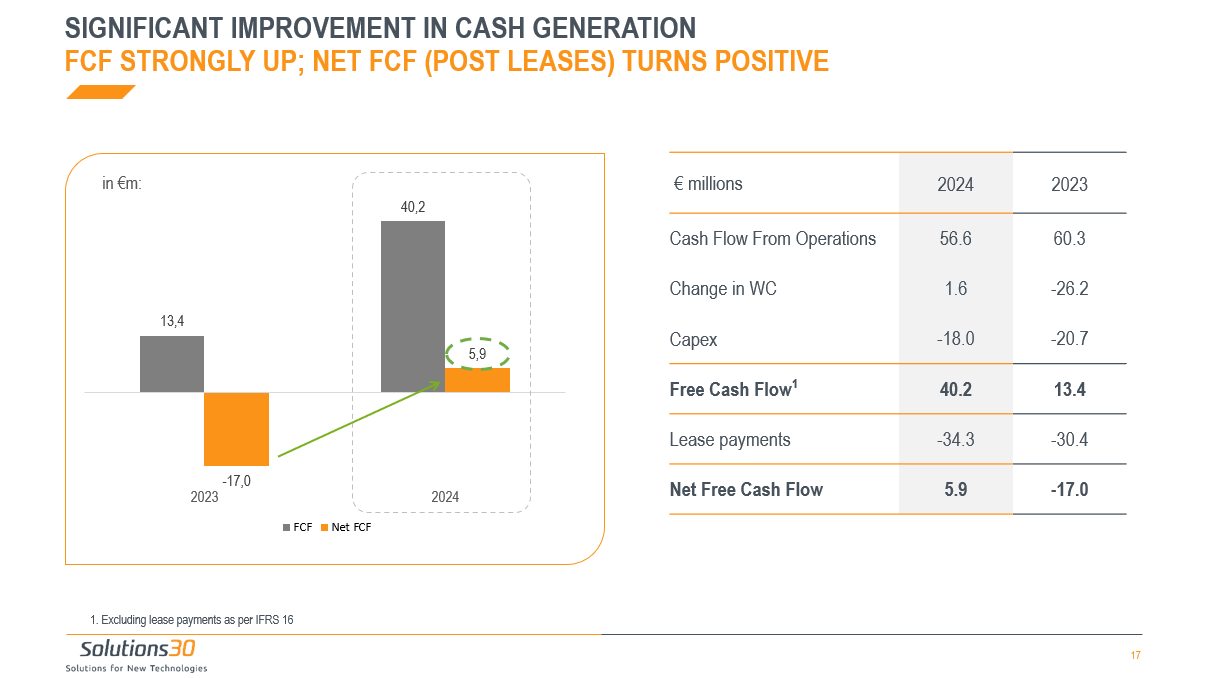 SIGNIFICANT IMPROVEMENT IN CASH GENERATION
FCF STRONGLY UP; NET FCF (POST LEASES) TURNS POSITIVE
in €m:
40,2
13,4
5,9
-17,0
2023 2024
FCF Net FCF
€ millions 2024 2023
Cash Flow From Operations 56.6 60.3
Change in WC 1.6 -26.2
Capex -18.0 -20.7
Free Cash Flow1 40.2 13.4
Lease payments -34.3 -30.4
Net Free Cash Flow 5.9 -17.0
1. Excluding lease payments as per IFRS 16
Solutions30
Solutions for New Technologies
17